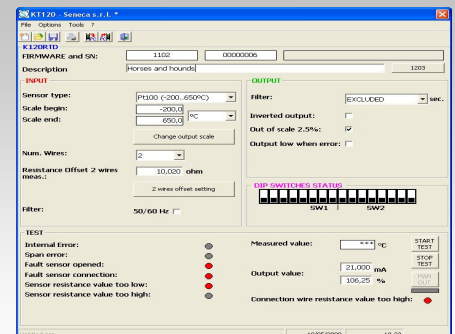 KT120 - Seneca s.r.l. *
File Options Tools ?
K120RTD
FIRMWARE and SN: 1102 00000006
Description Horses and hounds 1203
INPUT
Sensor type: Pt100 (-200..650ºC)
Scale begin: -200,0
Scale end: 650,0 ºC
Change output scale
Num. Wires: 2
Resistance Offset 2 wires meas.: 10,020 ohm
2 wires offset setting
Filter: 50/60 Hz
OUTPUT
Filter: EXCLUDED sec.
Inverted output:
Out of scale 2.5%:
Output low when error:
DIP SWITCHES STATUS
SW1 SW2
TEST
Internal Error:
Span error:
Fault sensor opened:
Fault sensor connection:
Sensor resistance value too low:
Sensor resistance value too high:
Measured value: *** ºC
Output value: 21,000 mA
106,25 %
Connection wire resistance value too high:
START TEST
STOP TEST
MAN OUT